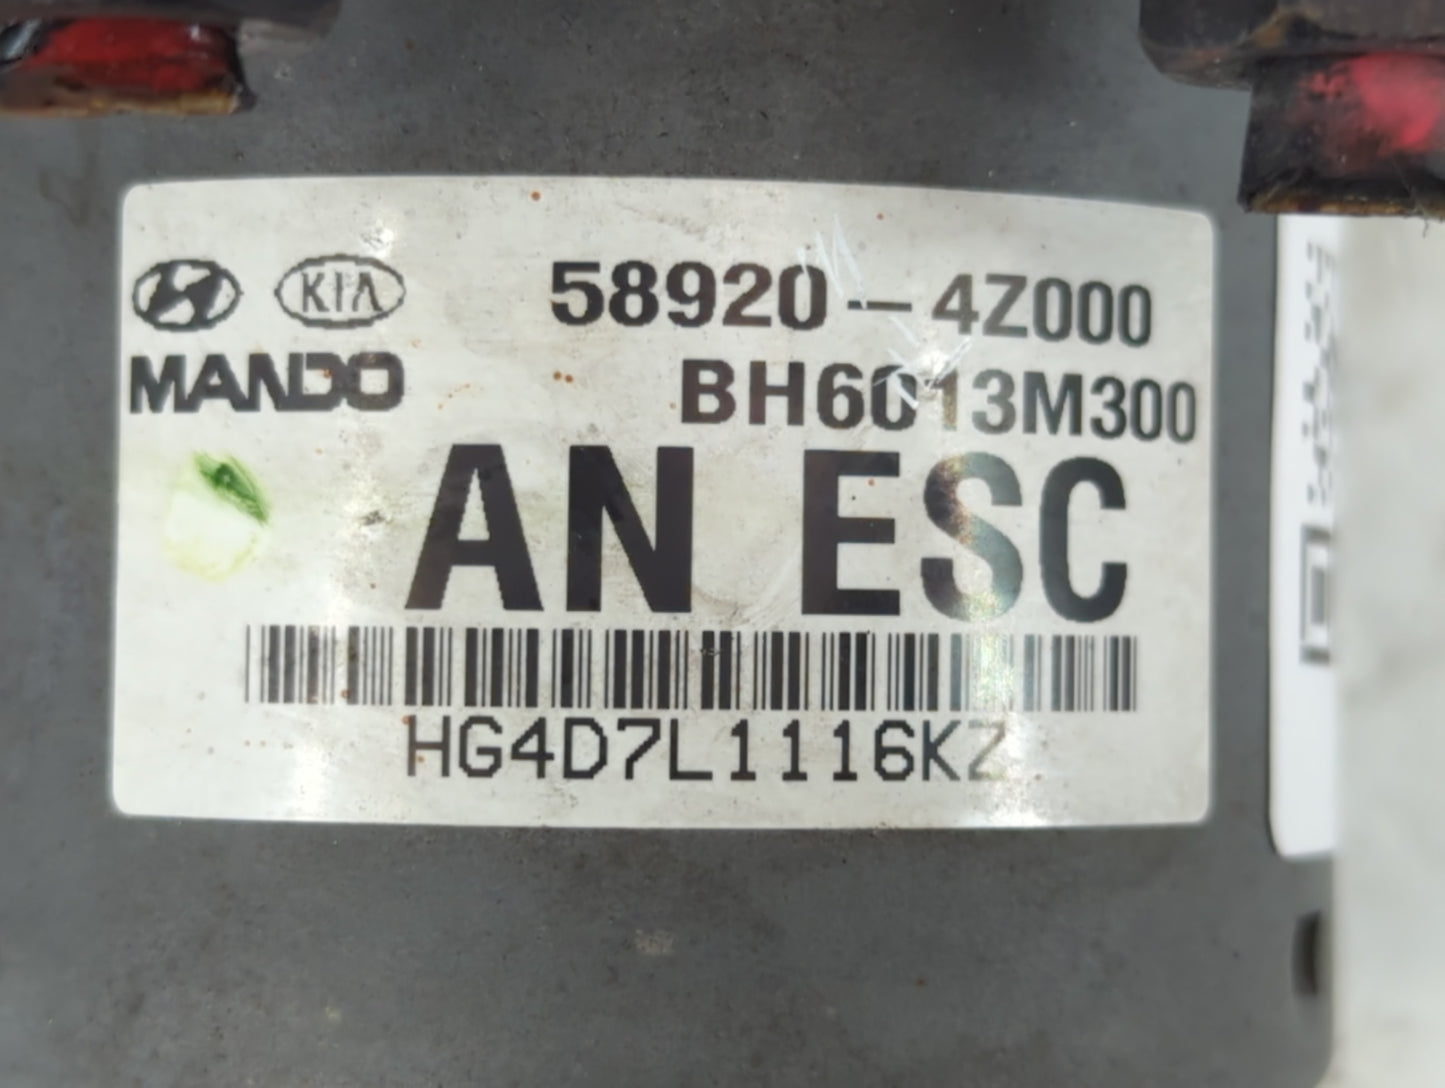 KIA 58920-4Z000
MANDO BH6013M300
AN ESC
HG4D7L1116KZ